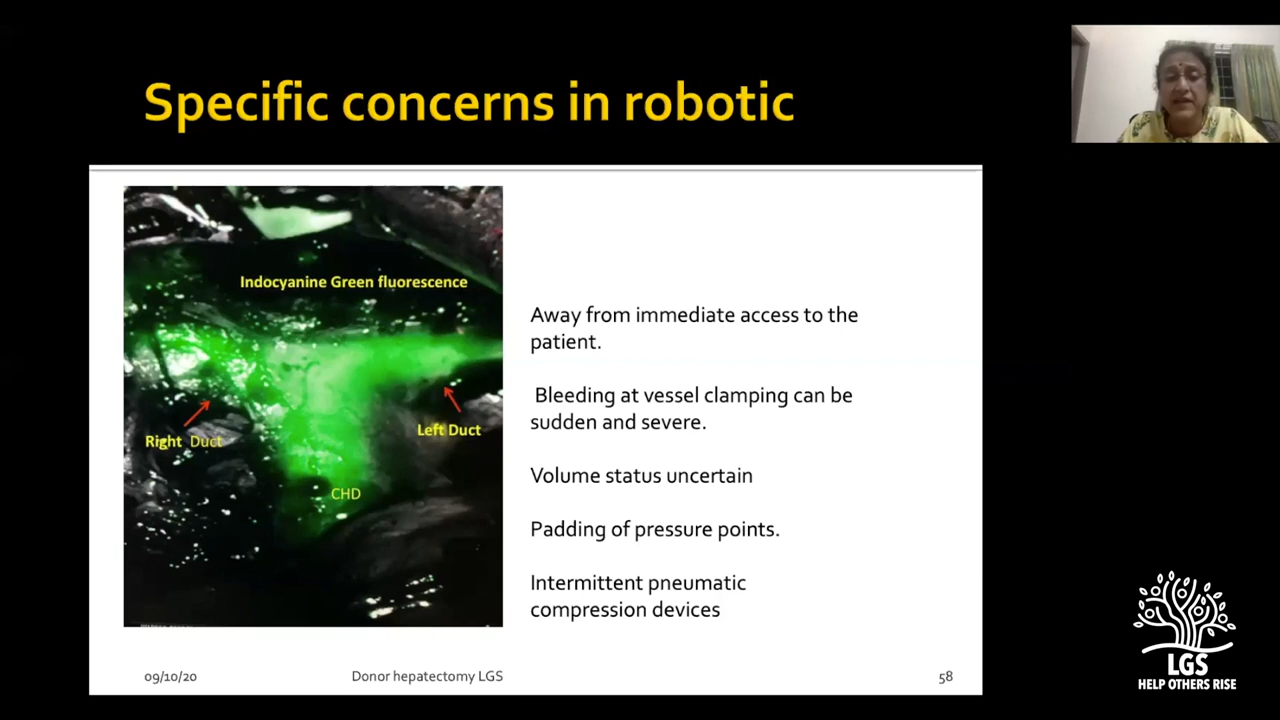 Specific concerns in robotic
Indocyanine Green fluorescence
Right Duct
Left Duct
CHD
Away from immediate access to the
patient.
Bleeding at vessel clamping can be
sudden and severe.
Volume status uncertain
Padding of pressure points.
Intermittent pneumatic
compression devices
09/10/20
Donor hepatectomy LGS
58
LGS
HELP OTHERS RISE